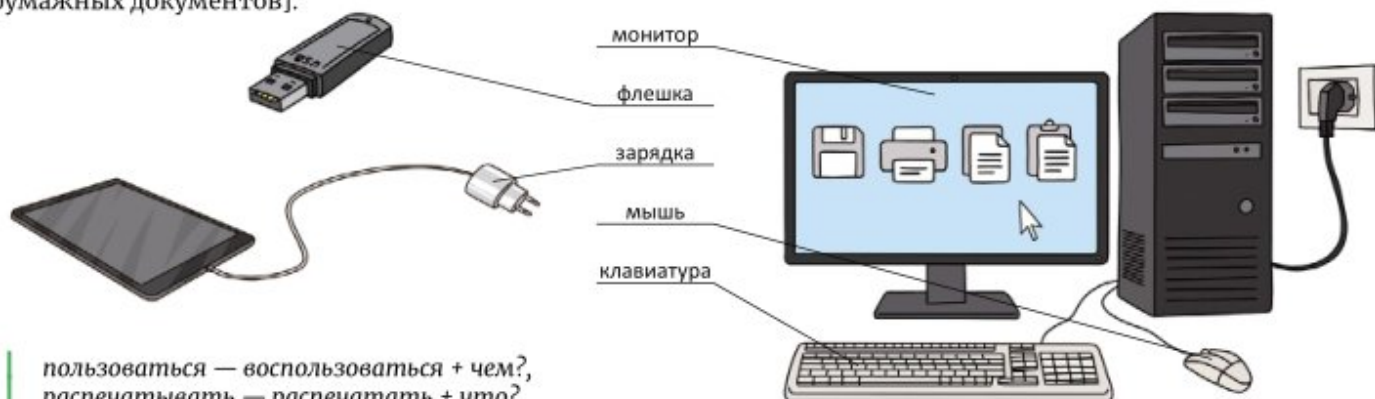 бумажных документов].
монитор
флешка
зарядка
мышь
клавиатура
пользоваться — воспользоваться + чем?,
распечатывать — распечатать + что?